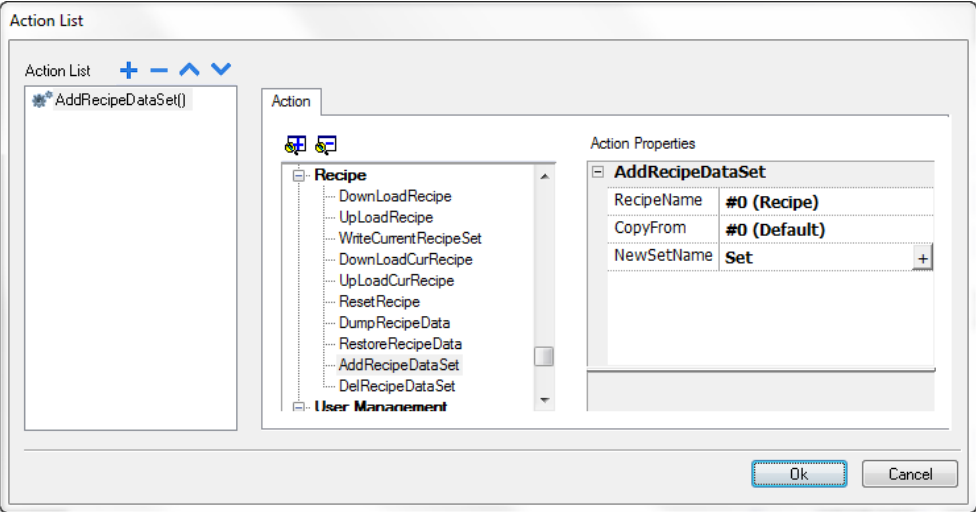 Action List
Action List
AddRecipeDataSet()
Action
Recipe
DownLoadRecipe
UpLoadRecipe
WriteCurrentRecipeSet
DownLoadCurRecipe
UpLoadCurRecipe
ResetRecipe
DumpRecipeData
RestoreRecipeData
AddRecipeDataSet
DelRecipeDataSet
User Management
Action Properties
AddRecipeDataSet
RecipeName #0 (Recipe)
CopyFrom #0 (Default)
NewSetName Set +
Ok Cancel